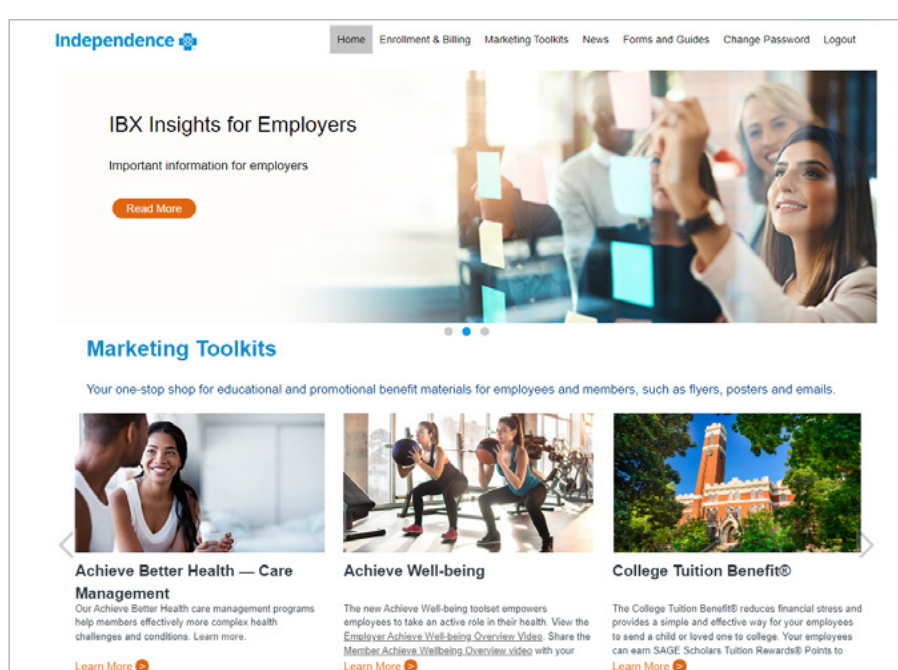 Independence
Home Enrollment & Billing Marketing Toolkits News Forms and Guides Change Password Logout
IBX Insights for Employers
Important information for employers
Read More
Marketing Toolkits
Your one-stop shop for educational and promotional benefit materials for employees and members, such as flyers, posters and emails.
Achieve Better Health — Care
Management
Our Achieve Better Health care management programs
help members effectively more complex health
challenges and conditions. Learn more.
Learn More >
Achieve Well-being
The new Achieve Well-being toolset empowers
employees to take an active role in their health. View the
Employer Achieve Well-being Overview Video. Share the
Member Achieve Wellbeing Overview video with your
Learn More >
College Tuition Benefit®
The College Tuition Benefit® reduces financial stress and
provides a simple and effective way for your employees
to send a child or loved one to college. Your employees
can earn SAGE Scholars Tuition Rewards® Points to
Learn More >